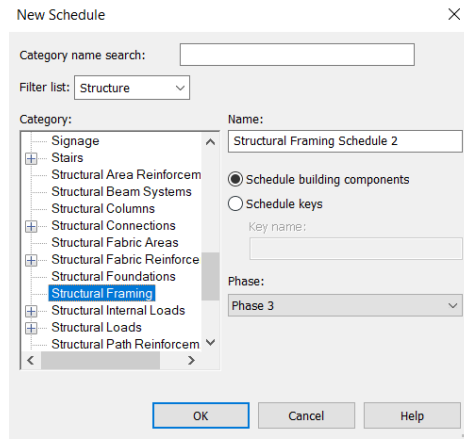 New Schedule
Category name search:
Filter list: Structure
Category:
Signage
Stairs
Structural Area Reinforcem
Structural Beam Systems
Structural Columns
Structural Connections
Structural Fabric Areas
Structural Fabric Reinforce
Structural Foundations
Structural Framing
Structural Internal Loads
Structural Loads
Structural Path Reinforcem
Name:
Structural Framing Schedule 2
Schedule building components
Schedule keys
Key name:
Phase:
Phase 3
OK Cancel Help